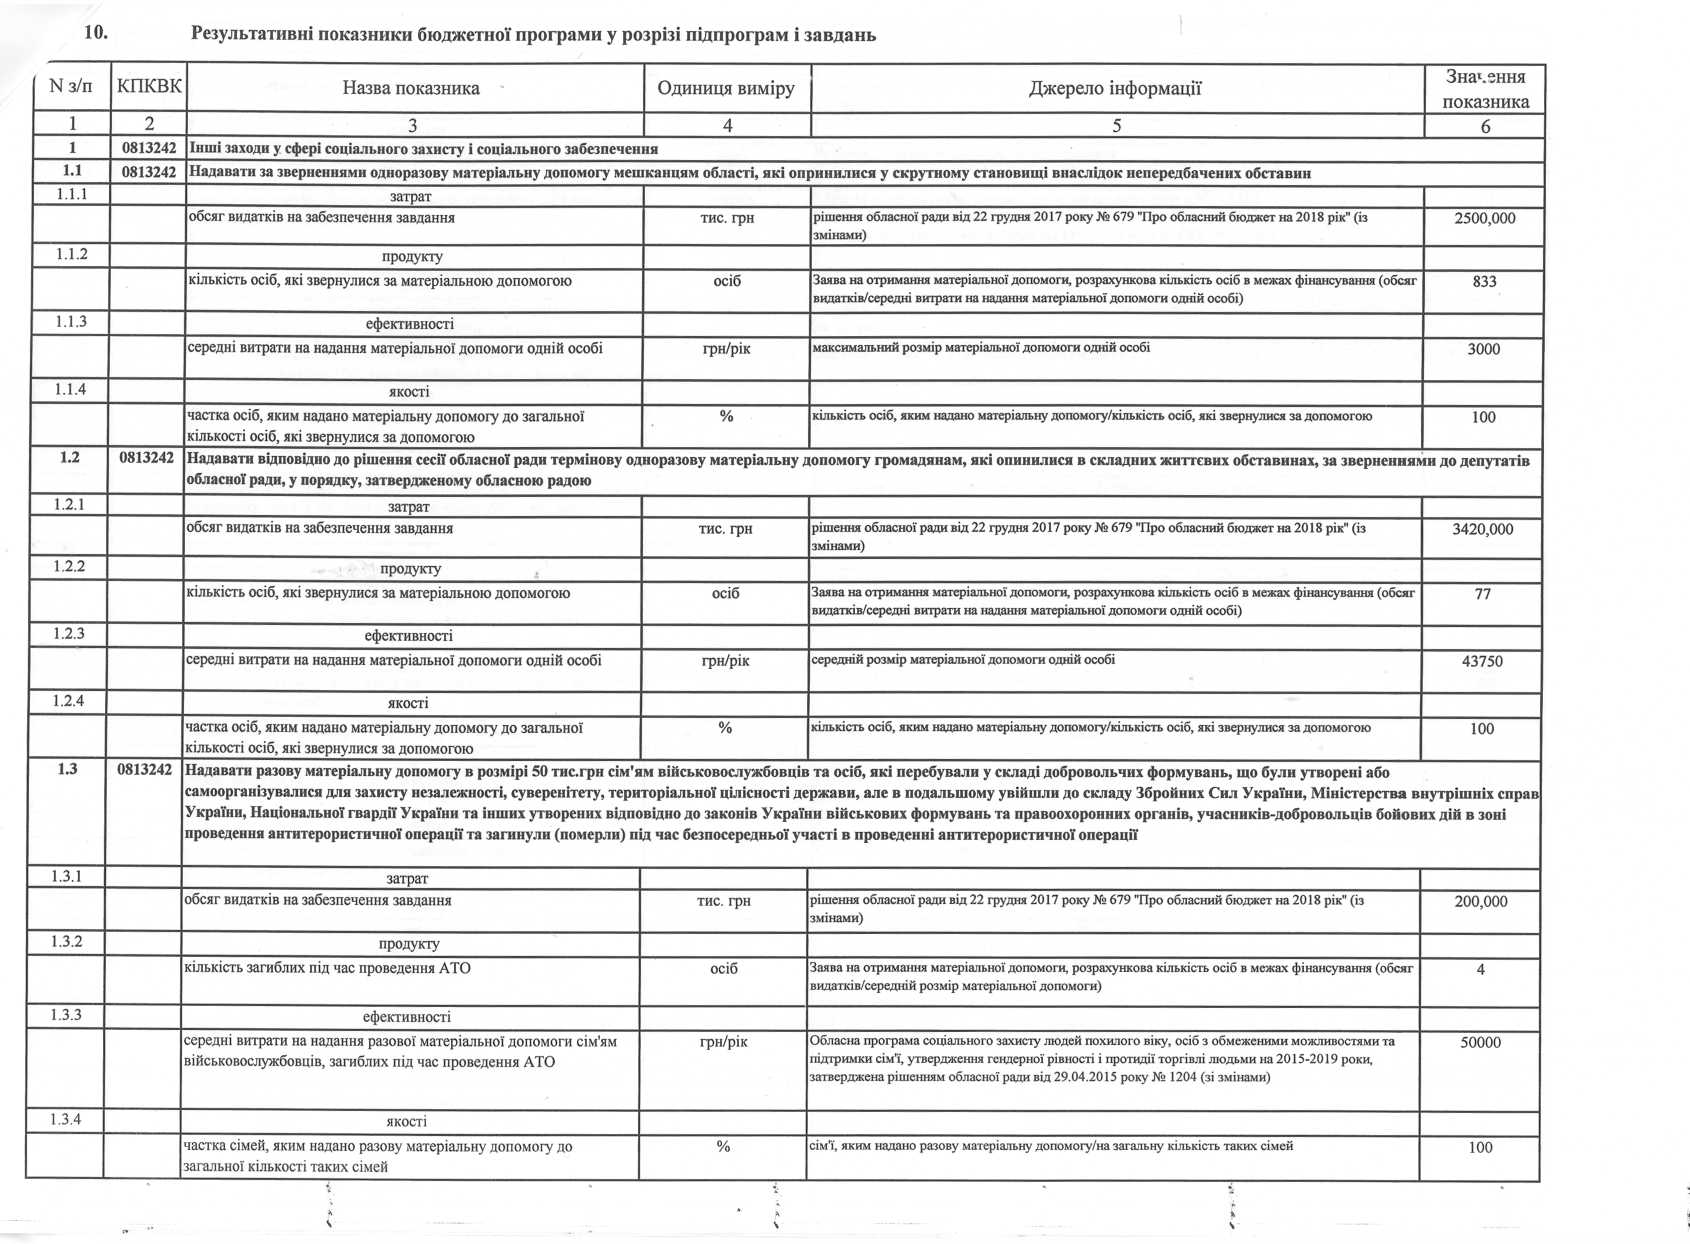 10. Результативні показники бюджетної програми у розрізі підпрограм і завдань
N з/п КПКВК Назва показника Одиниця виміру Джерело інформації Значення
показника
1 2 3 4 5 6
1 0813242 Інші заходи у сфері соціального захисту і соціального забезпечення
1.1 0813242 Надавати за зверненнями одноразову матеріальну допомогу мешканцям області, які опринилися у скрутному становищі внаслідок непередбачених обставин
1.1.1 затрат
обсяг видатків на забезпечення завдання тис. грн рішення обласної ради від 22 грудня 2017 року № 679 "Про обласний бюджет на 2018 рік" (із 2500,000
змінами)
1.1.2 продукту
кількість осіб, які звернулися за матеріальною допомогою осіб Заява на отримання матеріальної допомоги, розрахункова кількість осіб в межах фінансування (обсяг 833
видатків/середні витрати на надання матеріальної допомоги одній особі)
1.1.3 ефективності
середні витрати на надання матеріальної допомоги одній особі грн/рік максимальний розмір матеріальної допомоги одній особі 3000
1.1.4 якості
частка осіб, яким надано матеріальну допомогу до загальної % кількість осіб, яким надано матеріальну допомогу/кількість осіб, які звернулися за допомогою 100
кількості осіб, які звернулися за допомогою
1.2 0813242 Надавати відповідно до рішення сесії обласної ради термінову одноразову матеріальну допомогу громадянам, які опинилися в складних життєвих обставинах, за зверненнями до депутатів
обласної ради, у порядку, затвердженому обласною радою
1.2.1 затрат
обсяг видатків на забезпечення завдання тис. грн рішення обласної ради від 22 грудня 2017 року № 679 "Про обласний бюджет на 2018 рік" (із 3420,000
змінами)
1.2.2 продукту
кількість осіб, які звернулися за матеріальною допомогою осіб Заява на отримання матеріальної допомоги, розрахункова кількість осіб в межах фінансування (обсяг 77
видатків/середні витрати на надання матеріальної допомоги одній особі)
1.2.3 ефективності
середні витрати на надання матеріальної допомоги одній особі грн/рік середній розмір матеріальної допомоги одній особі 43750
1.2.4 якості
частка осіб, яким надано матеріальну допомогу до загальної % кількість осіб, яким надано матеріальну допомогу/кількість осіб, які звернулися за допомогою 100
кількості осіб, які звернулися за допомогою
1.3 0813242 Надавати разову матеріальну допомогу в розмірі 50 тис.грн сім'ям військовослужбовців та осіб, які перебували у складі добровольчих формувань, що були утворені або
самоорганізувалися для захисту незалежності, суверенітету, територіальної цілісності держави, але в подальшому увійшли до складу Збройних Сил України, Міністерства внутрішніх справ
України, Національної гвардії України та інших утворених відповідно до законів України військових формувань та правоохоронних органів, учасників-добровольців бойових дій в зоні
проведення антитерористичної операції та загинули (померли) під час безпосередньої участі в проведенні антитерористичної операції
1.3.1 затрат
обсяг видатків на забезпечення завдання тис. грн рішення обласної ради від 22 грудня 2017 року № 679 "Про обласний бюджет на 2018 рік" (із 200,000
змінами)
1.3.2 продукту
кількість загиблих під час проведення АТО осіб Заява на отримання матеріальної допомоги, розрахункова кількість осіб в межах фінансування (обсяг 4
видатків/середній розмір матеріальної допомоги)
1.3.3 ефективності
середні витрати на надання разової матеріальної допомоги сім'ям грн/рік Обласна програма соціального захисту людей похилого віку, осіб з обмеженими можливостями та 50000
військовослужбовців, загиблих під час проведення АТО підтримки сім'ї, утвердження гендерної рівності і протидії торгівлі людьми на 2015-2019 роки,
затверджена рішенням обласної ради від 29.04.2015 року № 1204 (зі змінами)
1.3.4 якості
частка сімей, яким надано разову матеріальну допомогу до % сім'ї, яким надано разову матеріальну допомогу/на загальну кількість таких сімей 100
загальної кількості таких сімей